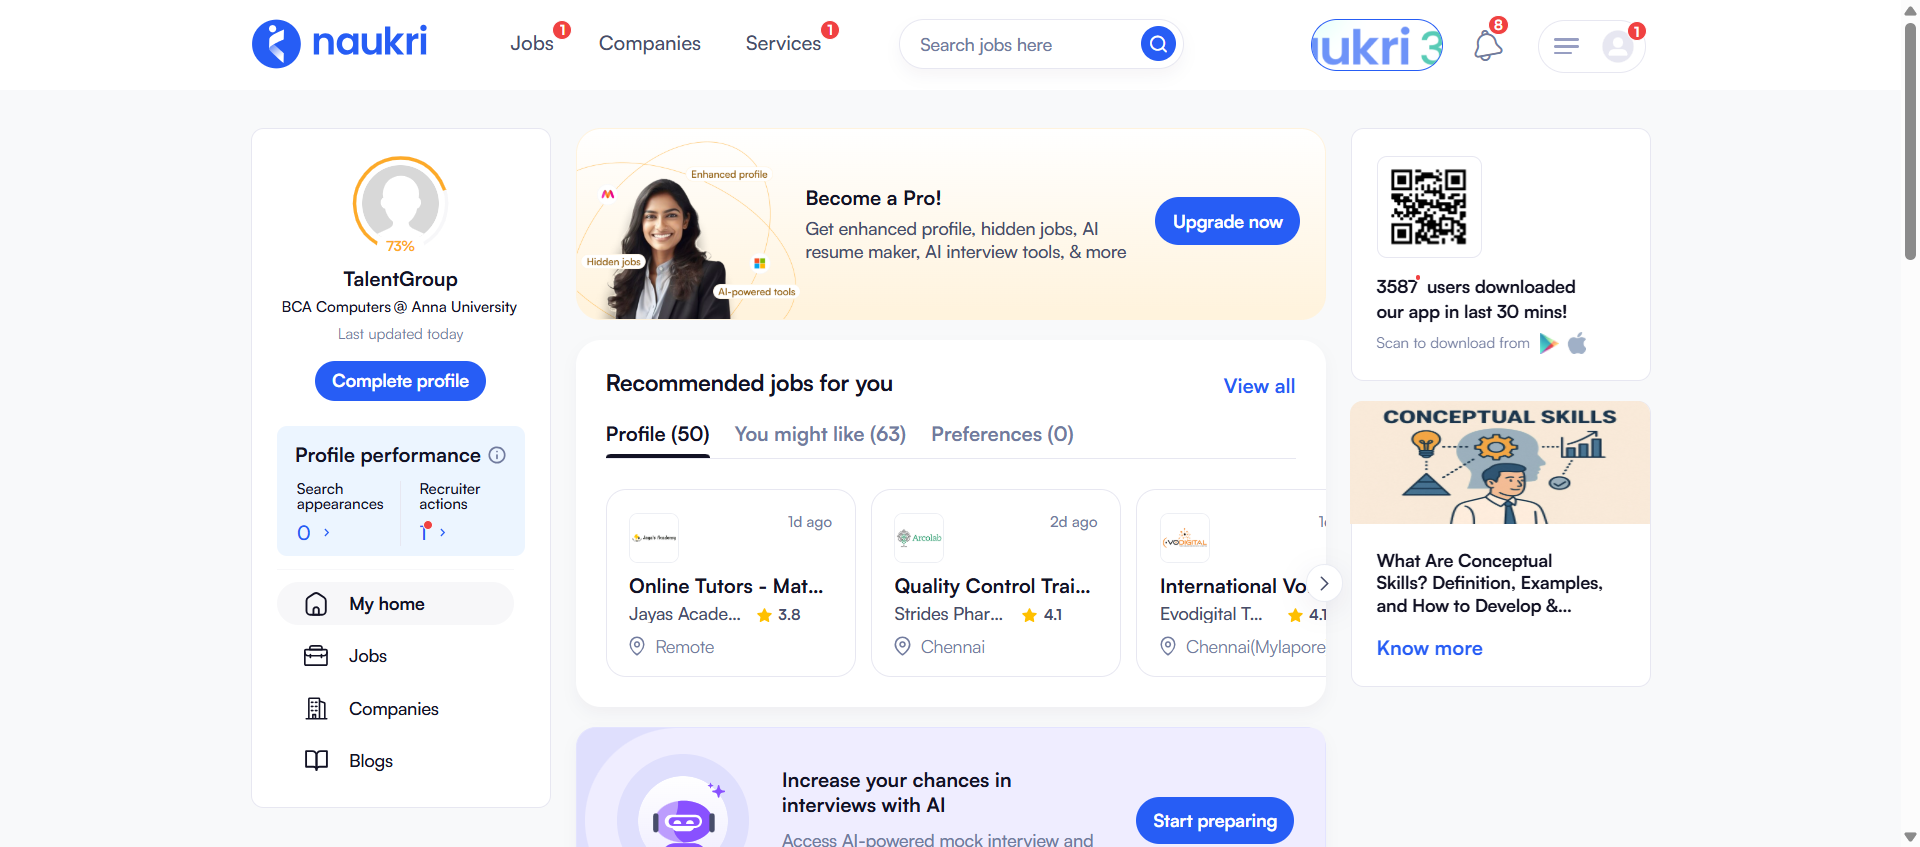 naukri
Jobs
1
Companies
Services
1
Search jobs here
ukri 3
8
1
73%
TalentGroup
BCA Computers @ Anna University
Last updated today
Complete profile
Profile performance
Search
appearances
0
Recruiter
actions
1
My home
Jobs
Companies
Blogs
Enhanced profile
Hidden jobs
AI-powered tools
Become a Pro!
Get enhanced profile, hidden jobs, AI
resume maker, AI interview tools, & more
Upgrade now
Recommended jobs for you
View all
Profile (50)
You might like (63)
Preferences (0)
Jaya's Academy
1d ago
Online Tutors - Mat...
Jayas Acade...
3.8
Remote
Arcolab
2d ago
Quality Control Trai...
Strides Phar...
4.1
Chennai
EVODIGITAL
1
International Vo
Evodigital T...
4.1
Chennai(Mylapore
Increase your chances in
interviews with AI
Access AI-powered mock interview and
Start preparing
3587 users downloaded
our app in last 30 mins!
Scan to download from
CONCEPTUAL SKILLS
What Are Conceptual
Skills? Definition, Examples,
and How to Develop &...
Know more